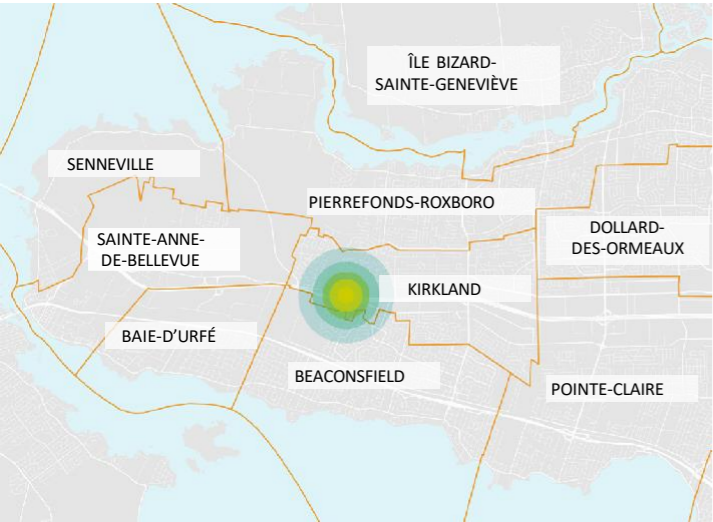 ÎLE BIZARD-
SAINTE-GENEVIÈVE
SENNEVILLE
PIERREFONDS-ROXBORO
SAINTE-ANNE-
DE-BELLEVUE
DOLLARD-
DES-ORMEAUX
KIRKLAND
BAIE-D'URFÉ
BEACONSFIELD
POINTE-CLAIRE